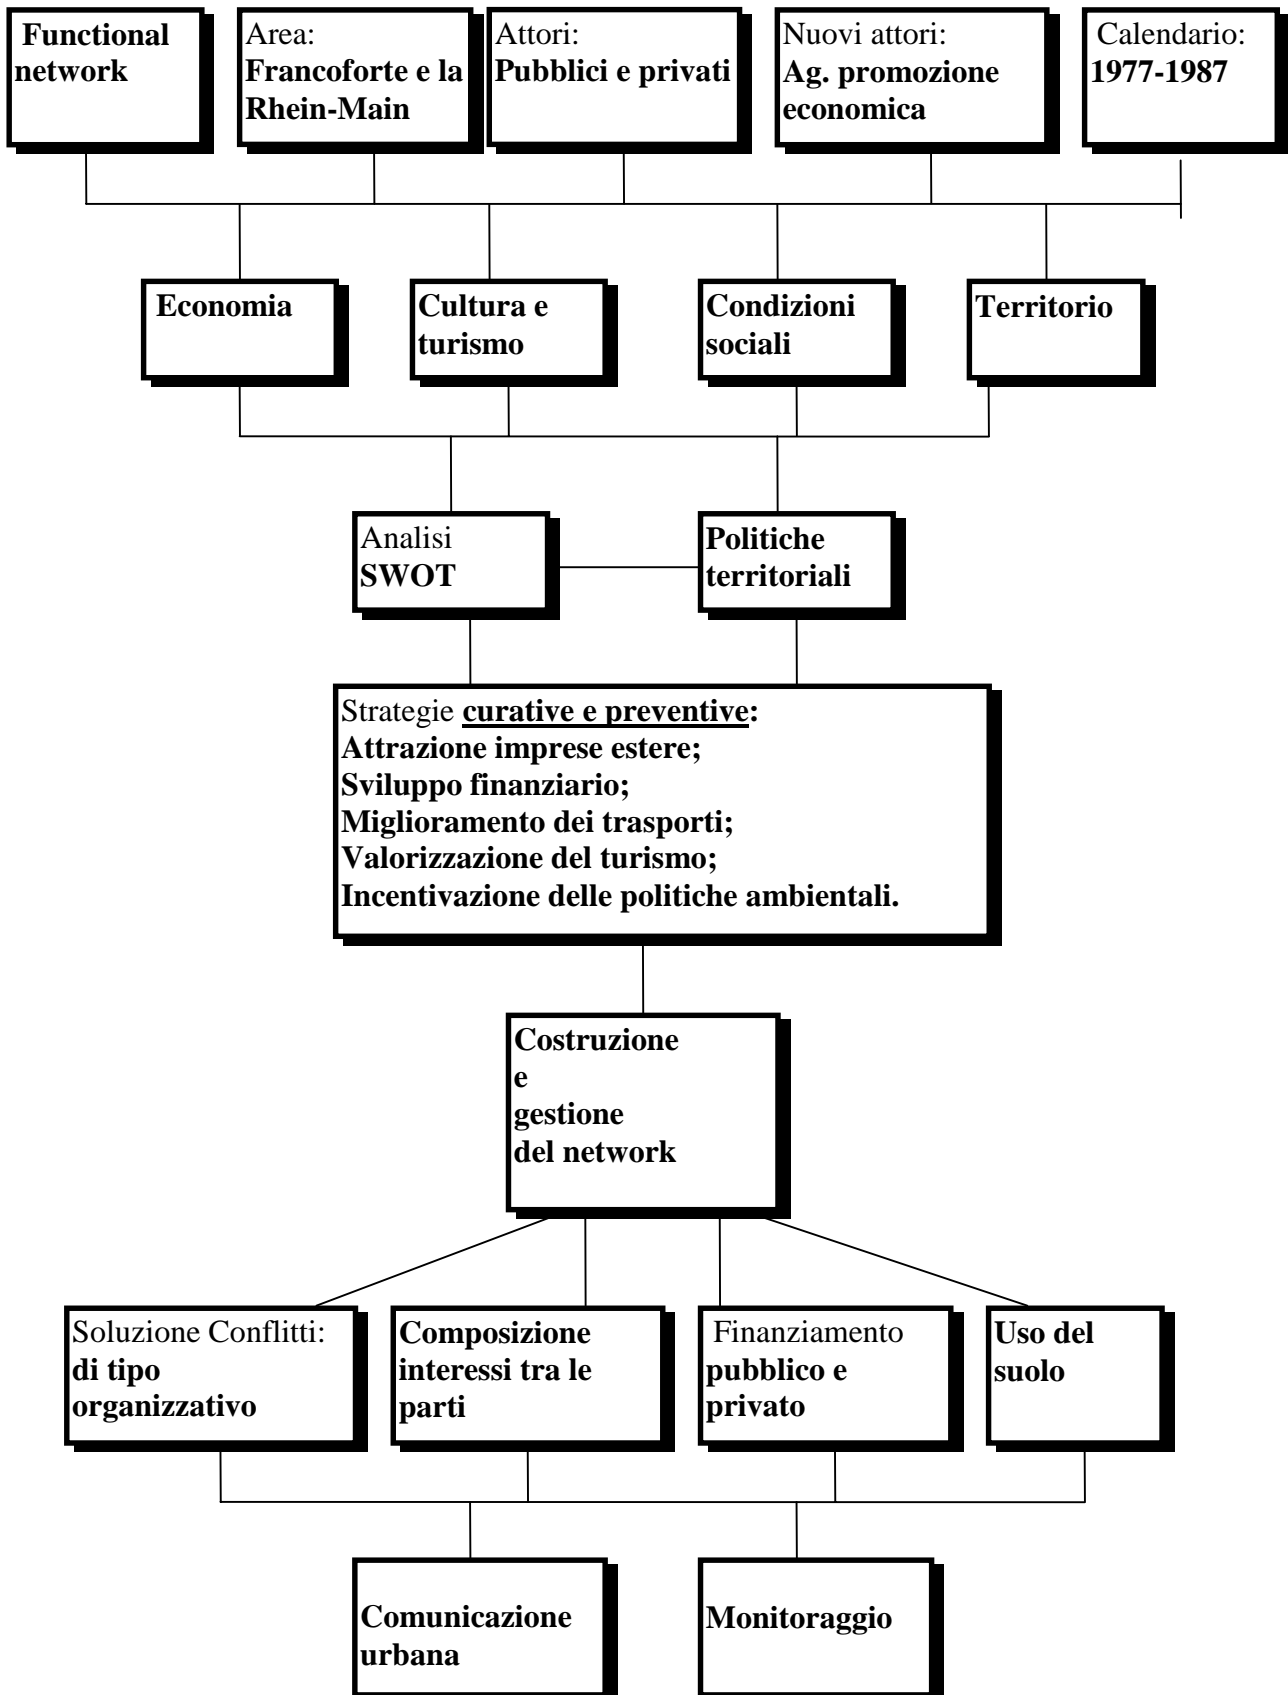 Functional
network
Area:
Francoforte e la
Rhein-Main
Attori:
Pubblici e privati
Nuovi attori:
Ag. promozione
economica
Calendario:
1977-1987
Economia
Cultura e
turismo
Condizioni
sociali
Territorio
Analisi
SWOT
Politiche
territoriali
Strategie curative e preventive:
Attrazione imprese estere;
Sviluppo finanziario;
Miglioramento dei trasporti;
Valorizzazione del turismo;
Incentivazione delle politiche ambientali.
Costruzione
e
gestione
del network
Soluzione Conflitti:
di tipo
organizzativo
Composizione
interessi tra le
parti
Finanziamento
pubblico e
privato
Uso del
suolo
Comunicazione
urbana
Monitoraggio